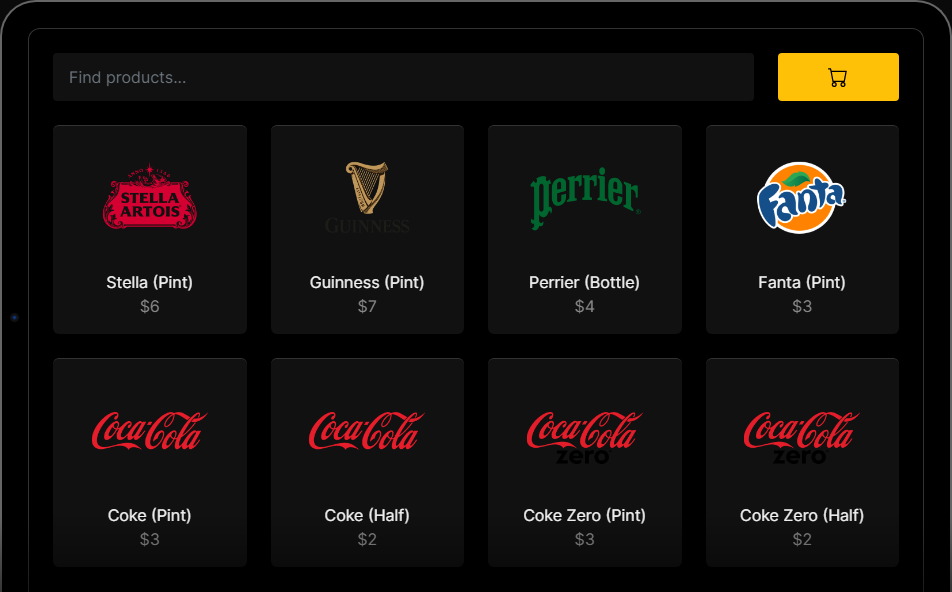 Find products...
STELLA
ARTOIS
GUINNESS
perrier
Fanta
Stella (Pint)
Guinness (Pint)
Perrier (Bottle)
Fanta (Pint)
$6
$7
$4
$3
Coca-Cola
Coca-Cola
Coca-Cola
zero
Coca-Cola
zero
Coke (Pint)
Coke (Half)
Coke Zero (Pint)
Coke Zero (Half)
$3
$2
$3
$2